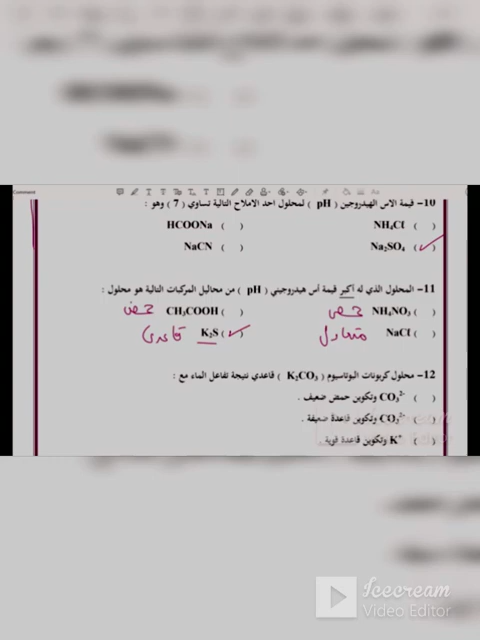 10- قيمة الاس الهيدروجين ( pH ) لمحلول احد الاملاح التالية تساوي ( 7 ) وهو :
( ) NH₄Cℓ ( ) HCOONa
( ✓ ) Na₂SO₄ ( ) NaCN
11- المحلول الذي له أكبر قيمة أس هيدروجيني ( pH ) من محاليل المركبات التالية هو محلول :
( ) NH₄NO₃ حمض ( ) CH₃COOH حمض
( ) NaCℓ متعادل ( ✓ ) K₂S قاعدي
12- محلول كربونات البوتاسيوم ( K₂CO₃ ) قاعدي نتيجة تفاعل الماء مع :
( ) CO₃²⁻ وتكوين حمض ضعيف .
( ) CO₃²⁻ وتكوين قاعدة ضعيفة .
( ) K⁺ وتكوين قاعدة قوية .
Icecream
Video Editor